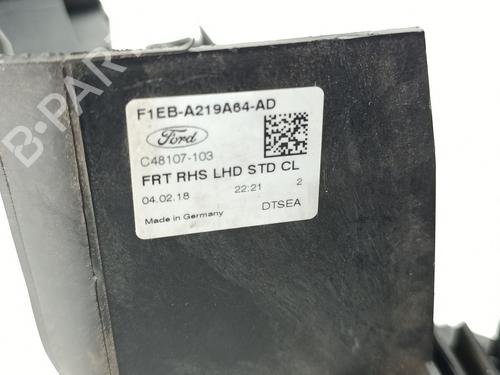 F1EB-A219A64-AD
Ford
C48107-103
FRT RHS LHD STD CL
04.02.18 22:21 2
DTSEA
Made in Germany
B-PARTS